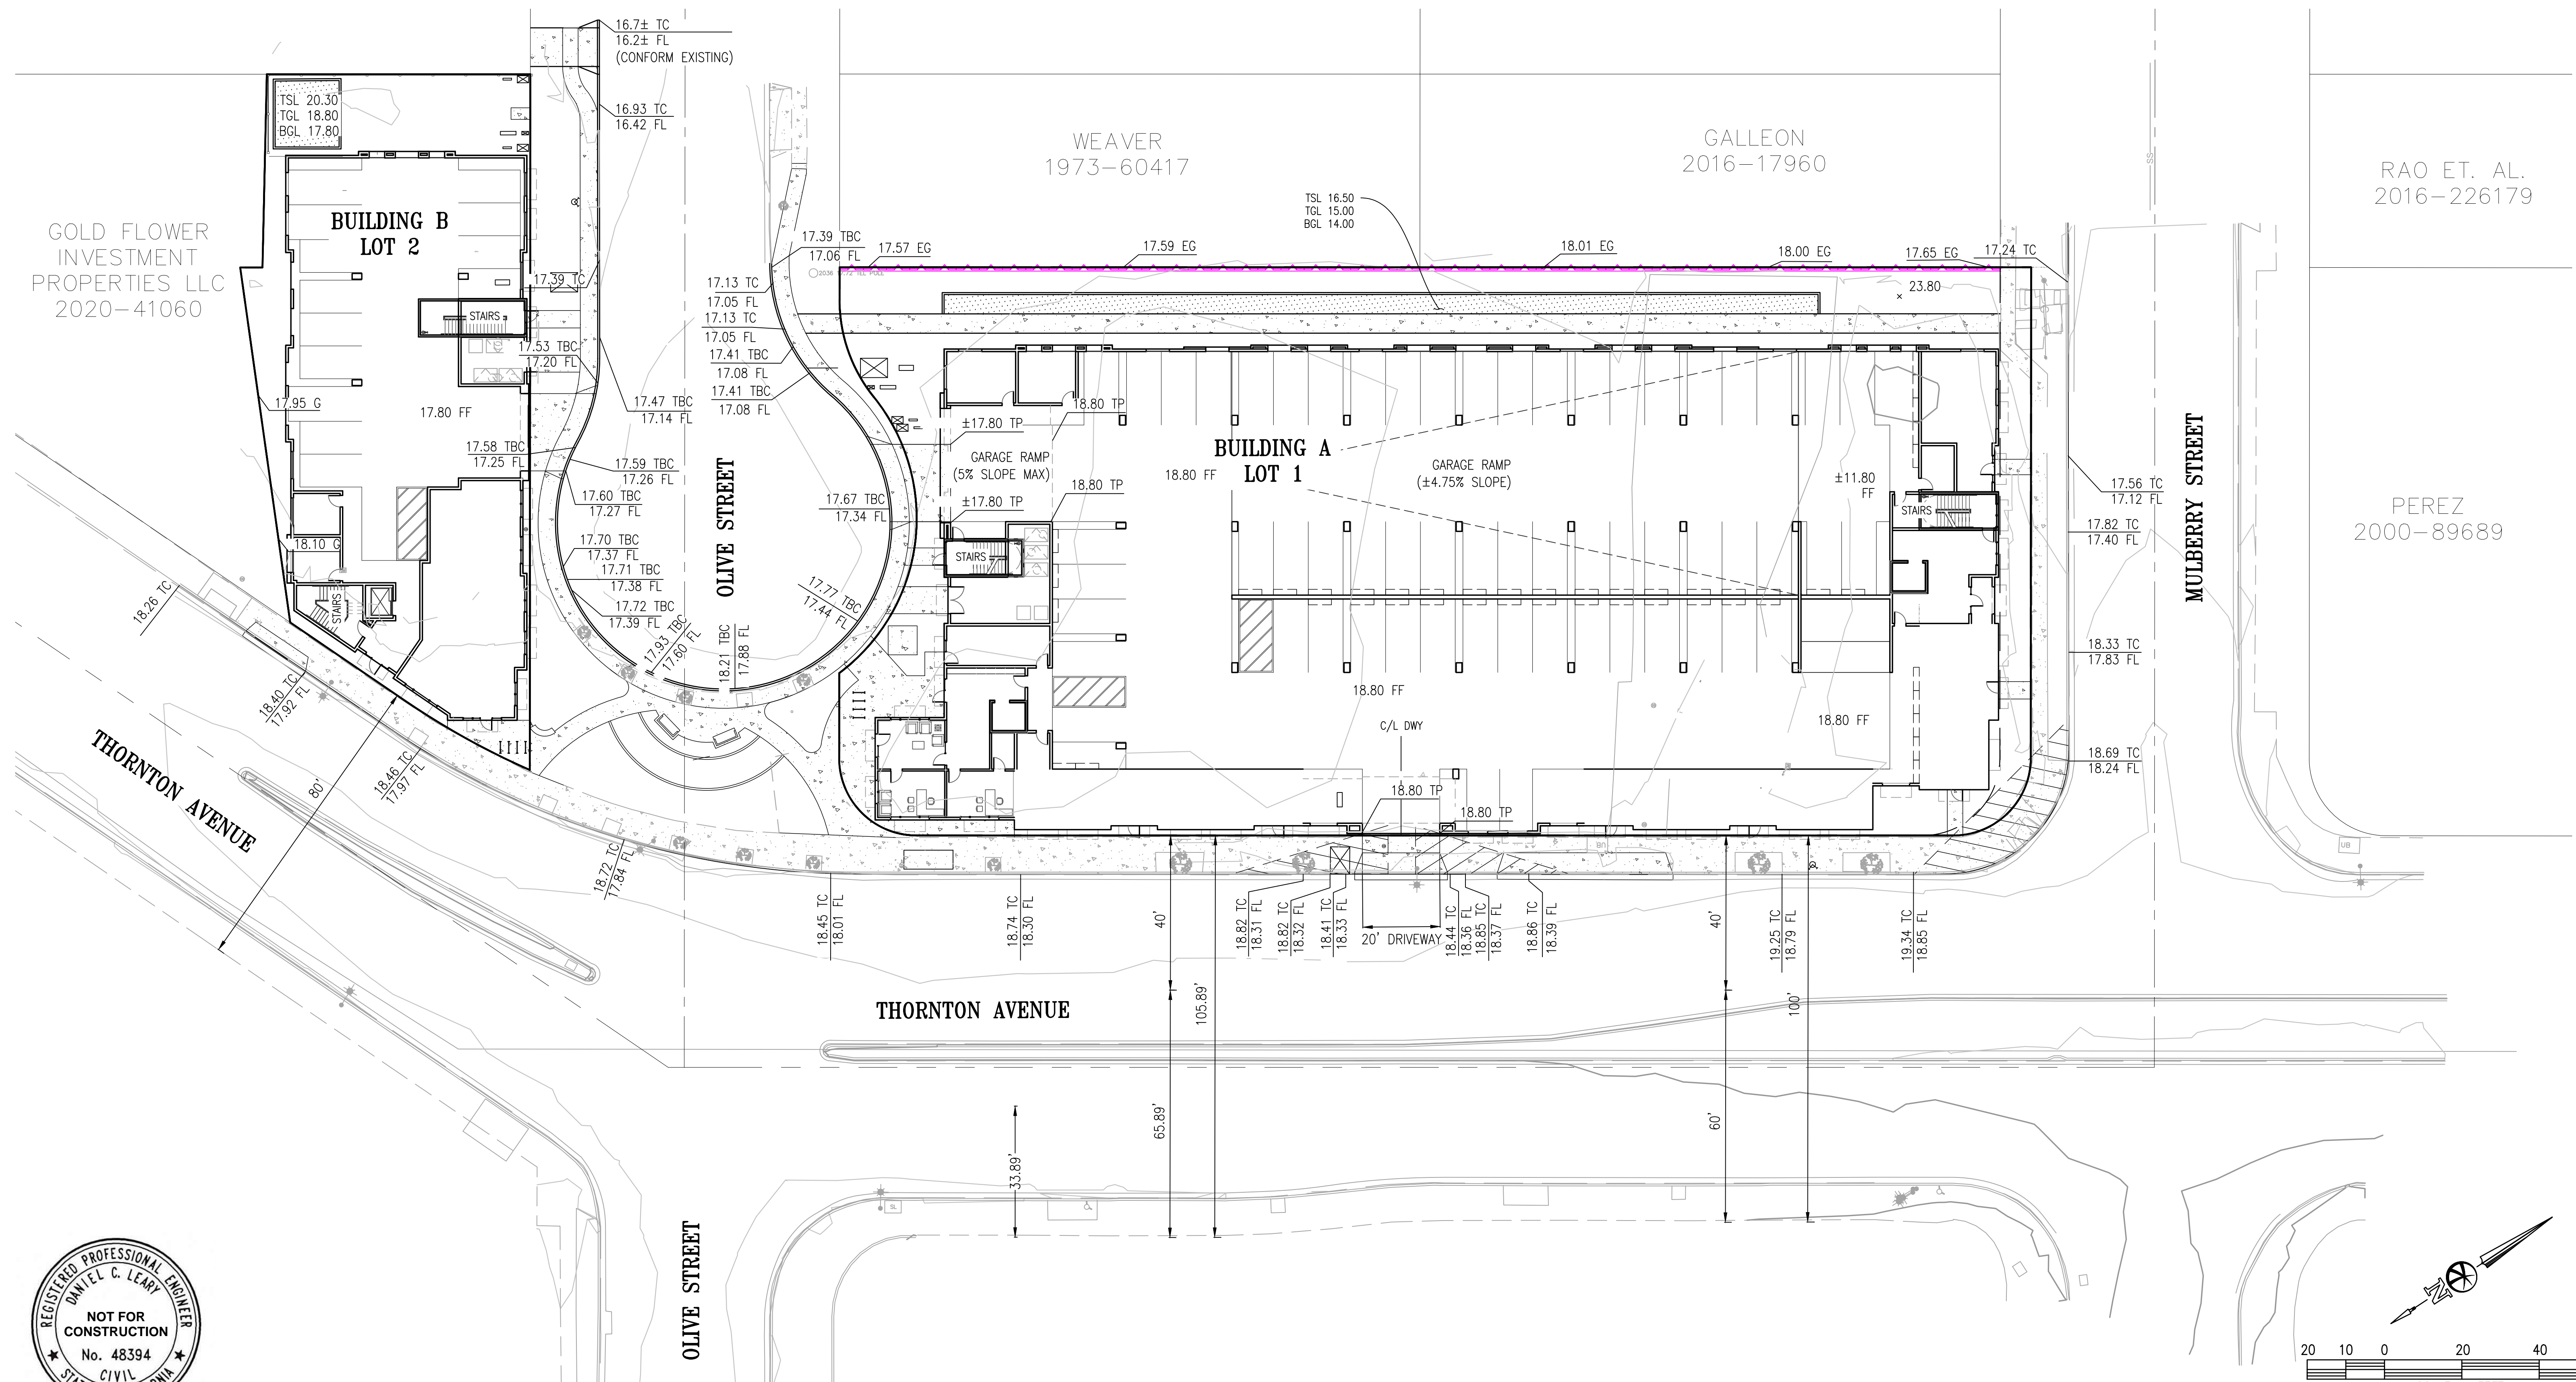 16.7± TC
16.2± FL
(CONFORM EXISTING)
TSL 20.30
TGL 18.80
BGL 17.80
16.93 TC
16.42 FL
WEAVER
1973-60417
GALLEON
2016-17960
RAO ET. AL.
2016-226179
SS
TSL 16.50
TGL 15.00
BGL 14.00
GOLD FLOWER
INVESTMENT
PROPERTIES LLC
2020-41060
BUILDING B
LOT 2
17.39 TBC
17.06 FL
17.57 EG
17.59 EG
18.01 EG
18.00 EG
17.65 EG
17.24 TC
23.80
17.39 TC
17.13 TC
17.05 FL
17.13 TC
17.05 FL
STAIRS
17.53 TBC
17.20 FL
17.41 TBC
17.08 FL
17.41 TBC
17.08 FL
17.95 G
17.80 FF
17.47 TBC
17.14 FL
18.80 TP
±17.80 TP
17.58 TBC
17.25 FL
17.59 TBC
17.26 FL
17.60 TBC
17.27 FL
OLIVE STREET
17.67 TBC
17.34 FL
GARAGE RAMP
(5% SLOPE MAX)
18.80 TP
±17.80 TP
18.80 FF
BUILDING A
LOT 1
GARAGE RAMP
(±4.75% SLOPE)
±11.80
FF
STAIRS
17.56 TC
17.12 FL
17.82 TC
17.40 FL
MULBERRY STREET
PEREZ
2000-89689
18.10 G
17.70 TBC
17.37 FL
17.71 TBC
17.38 FL
17.72 TBC
17.39 FL
17.77 TBC
17.44 FL
STAIRS
STAIRS
18.26 TC
17.93 TBC
17.60 FL
18.21 TBC
17.88 FL
18.33 TC
17.83 FL
18.40 TC
17.92 FL
18.80 FF
18.80 FF
C/L DWY
18.69 TC
18.24 FL
THORNTON AVENUE
80'
18.46 TC
17.97 FL
18.80 TP
18.80 TP
18.72 TC
17.84 FL
UB
UB
18.45 TC
18.01 FL
18.74 TC
18.30 FL
40'
18.82 TC
18.31 FL
18.82 TC
18.32 FL
18.41 TC
18.33 FL
20' DRIVEWAY
18.44 TC
18.36 FL
18.85 TC
18.37 FL
18.86 TC
18.39 FL
40'
19.25 TC
18.79 FL
19.34 TC
18.85 FL
THORNTON AVENUE
105.89'
100'
65.89'
60'
33.89'
SL
OLIVE STREET
REGISTERED PROFESSIONAL ENGINEER
DANIEL C. LEARY
NOT FOR
CONSTRUCTION
No. 48394
CIVIL
N
20 10 0 20 40